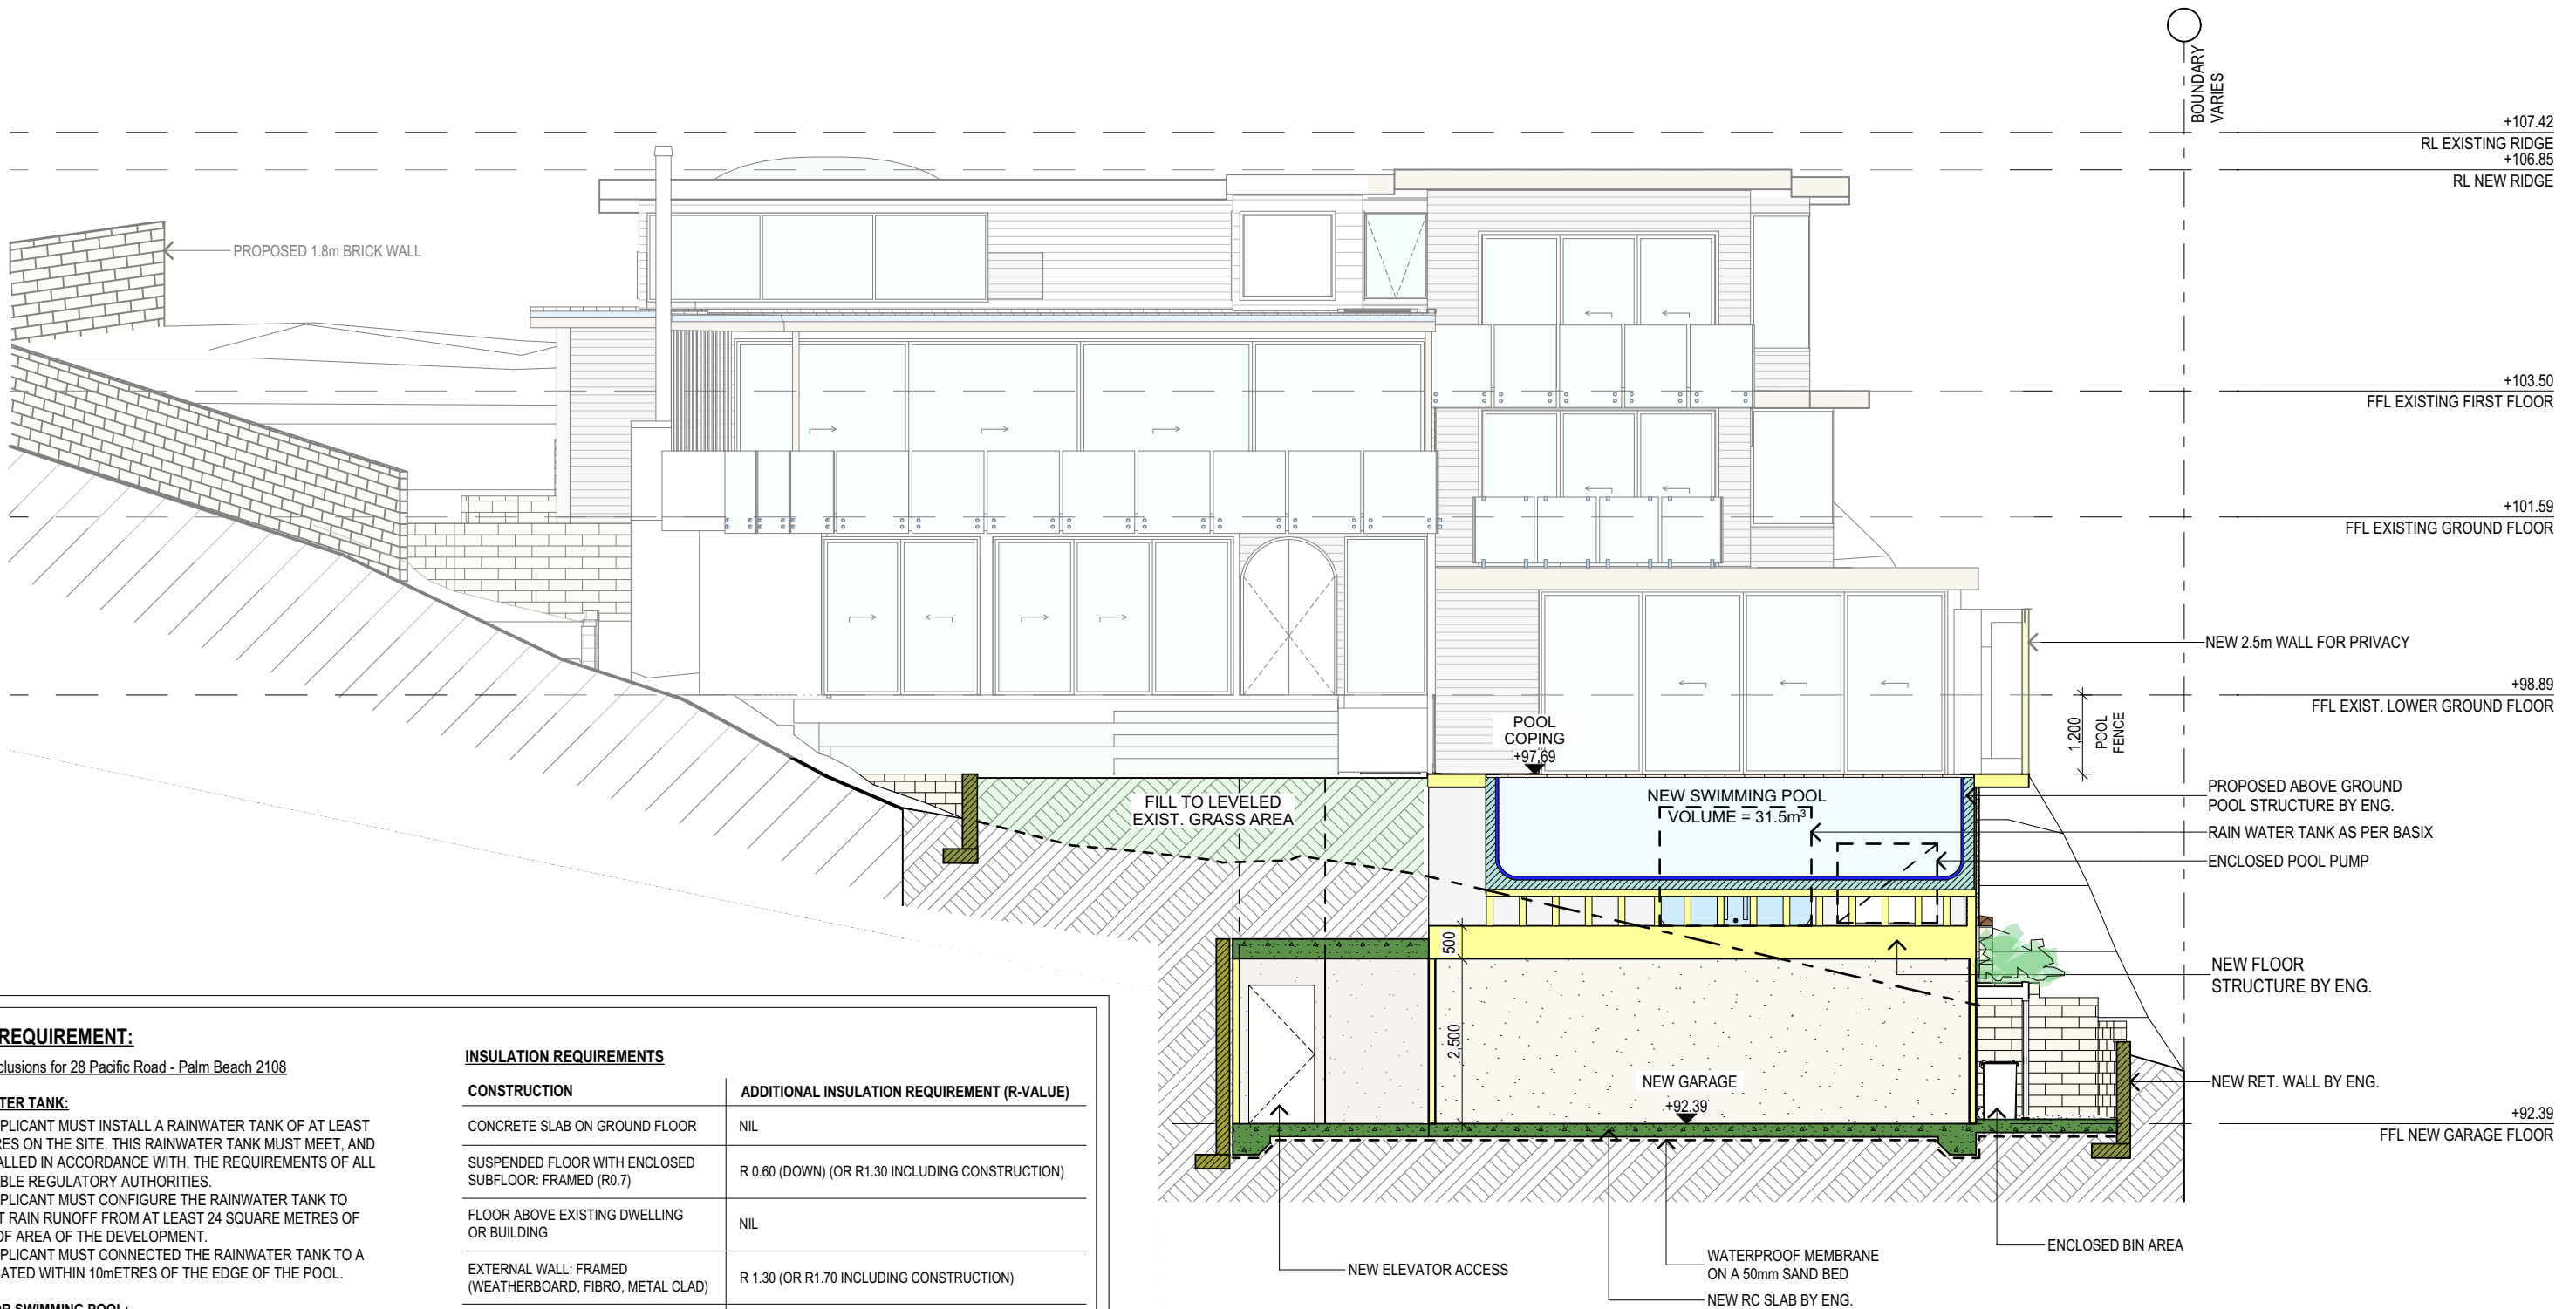 BOUNDARY
VARIES
+107.42
RL EXISTING RIDGE
+106.85
RL NEW RIDGE
PROPOSED 1.8m BRICK WALL
+103.50
FFL EXISTING FIRST FLOOR
+101.59
FFL EXISTING GROUND FLOOR
NEW 2.5m WALL FOR PRIVACY
+98.89
FFL EXIST. LOWER GROUND FLOOR
1,200
POOL
FENCE
POOL
COPING
+97.69
FILL TO LEVELED
EXIST. GRASS AREA
NEW SWIMMING POOL
VOLUME = 31.5m³
PROPOSED ABOVE GROUND
POOL STRUCTURE BY ENG.
RAIN WATER TANK AS PER BASIX
ENCLOSED POOL PUMP
500
NEW FLOOR
STRUCTURE BY ENG.
2,500
NEW GARAGE
+92.39
NEW RET. WALL BY ENG.
+92.39
FFL NEW GARAGE FLOOR
ENCLOSED BIN AREA
NEW ELEVATOR ACCESS
WATERPROOF MEMBRANE
ON A 50mm SAND BED
NEW RC SLAB BY ENG.
REQUIREMENT:
clusions for 28 Pacific Road - Palm Beach 2108
TER TANK:
PLICANT MUST INSTALL A RAINWATER TANK OF AT LEAST
RES ON THE SITE. THIS RAINWATER TANK MUST MEET, AND
ALLED IN ACCORDANCE WITH, THE REQUIREMENTS OF ALL
BLE REGULATORY AUTHORITIES.
PLICANT MUST CONFIGURE THE RAINWATER TANK TO
T RAIN RUNOFF FROM AT LEAST 24 SQUARE METRES OF
OF AREA OF THE DEVELOPMENT.
PLICANT MUST CONNECTED THE RAINWATER TANK TO A
ATED WITHIN 10mETRES OF THE EDGE OF THE POOL.
OR SWIMMING POOL:
INSULATION REQUIREMENTS
CONSTRUCTION
ADDITIONAL INSULATION REQUIREMENT (R-VALUE)
CONCRETE SLAB ON GROUND FLOOR
NIL
SUSPENDED FLOOR WITH ENCLOSED
SUBFLOOR: FRAMED (R0.7)
R 0.60 (DOWN) (OR R1.30 INCLUDING CONSTRUCTION)
FLOOR ABOVE EXISTING DWELLING
OR BUILDING
NIL
EXTERNAL WALL: FRAMED
(WEATHERBOARD, FIBRO, METAL CLAD)
R 1.30 (OR R1.70 INCLUDING CONSTRUCTION)